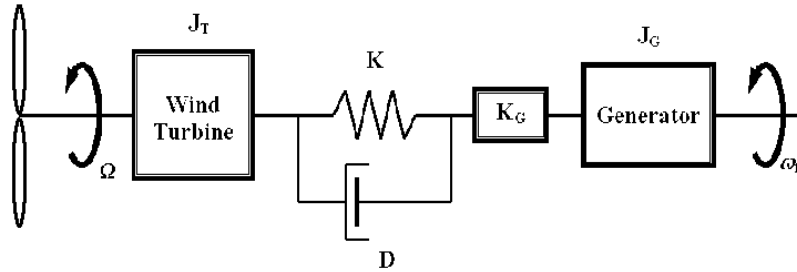 J_T
J_G
K
Wind
Turbine
K_G
Generator
Ω
D